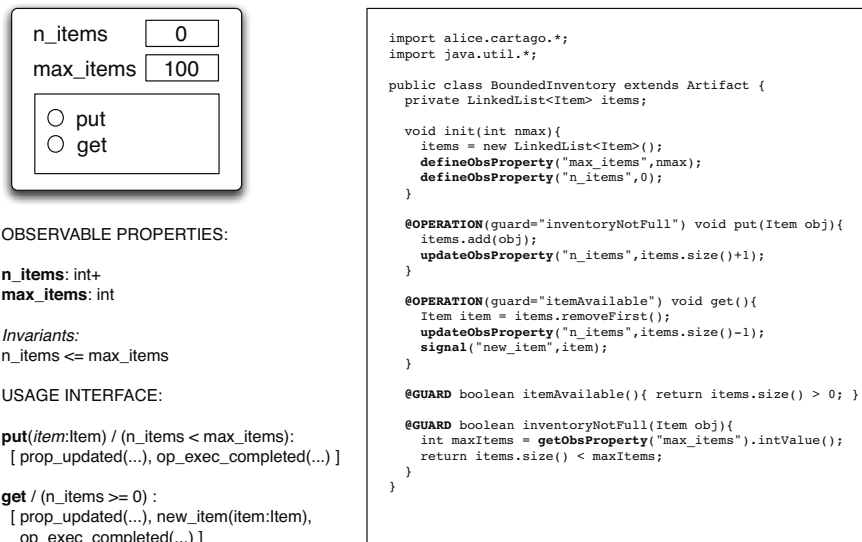 n_items 0
max_items 100
put
get
OBSERVABLE PROPERTIES:
n_items: int+
max_items: int
Invariants:
n_items <= max_items
USAGE INTERFACE:
put(item:Item) / (n_items < max_items):
[ prop_updated(...), op_exec_completed(...) ]
get / (n_items >= 0) :
[ prop_updated(...), new_item(item:Item),
op_exec_completed(...) ]
import alice.cartago.*;
import java.util.*;
public class BoundedInventory extends Artifact {
private LinkedList<Item> items;
void init(int nmax){
items = new LinkedList<Item>();
defineObsProperty("max_items",nmax);
defineObsProperty("n_items",0);
}
@OPERATION(guard="inventoryNotFull") void put(Item obj){
items.add(obj);
updateObsProperty("n_items",items.size()+1);
}
@OPERATION(guard="itemAvailable") void get(){
Item item = items.removeFirst();
updateObsProperty("n_items",items.size()-1);
signal("new_item",item);
}
@GUARD boolean itemAvailable(){ return items.size() > 0; }
@GUARD boolean inventoryNotFull(Item obj){
int maxItems = getObsProperty("max_items").intValue();
return items.size() < maxItems;
}
}